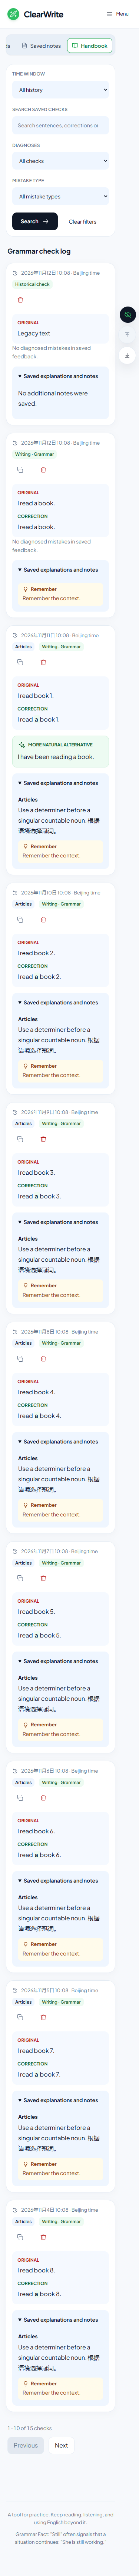 ClearWrite
Menu
ls
Saved notes
Handbook
TIME WINDOW
All history
SEARCH SAVED CHECKS
Search sentences, corrections or
DIAGNOSES
All checks
MISTAKE TYPE
All mistake types
Search →
Clear filters
Grammar check log
2026年11月12日 10:08 · Beijing time
Historical check
ORIGINAL
Legacy text
No diagnosed mistakes in saved
feedback.
▼ Saved explanations and notes
No additional notes were
saved.
2026年11月12日 10:08 · Beijing time
Writing · Grammar
ORIGINAL
I read a book.
CORRECTION
I read a book.
No diagnosed mistakes in saved
feedback.
▼ Saved explanations and notes
Remember
Remember the context.
2026年11月11日 10:08 · Beijing time
Articles
Writing · Grammar
ORIGINAL
I read book 1.
CORRECTION
I read a book 1.
MORE NATURAL ALTERNATIVE
I have been reading a book.
▼ Saved explanations and notes
Articles
Use a determiner before a
singular countable noun. 根据
语境选择冠词。
Remember
Remember the context.
2026年11月10日 10:08 · Beijing time
Articles
Writing · Grammar
ORIGINAL
I read book 2.
CORRECTION
I read a book 2.
▼ Saved explanations and notes
Articles
Use a determiner before a
singular countable noun. 根据
语境选择冠词。
Remember
Remember the context.
2026年11月9日 10:08 · Beijing time
Articles
Writing · Grammar
ORIGINAL
I read book 3.
CORRECTION
I read a book 3.
▼ Saved explanations and notes
Articles
Use a determiner before a
singular countable noun. 根据
语境选择冠词。
Remember
Remember the context.
2026年11月8日 10:08 · Beijing time
Articles
Writing · Grammar
ORIGINAL
I read book 4.
CORRECTION
I read a book 4.
▼ Saved explanations and notes
Articles
Use a determiner before a
singular countable noun. 根据
语境选择冠词。
Remember
Remember the context.
2026年11月7日 10:08 · Beijing time
Articles
Writing · Grammar
ORIGINAL
I read book 5.
CORRECTION
I read a book 5.
▼ Saved explanations and notes
Articles
Use a determiner before a
singular countable noun. 根据
语境选择冠词。
Remember
Remember the context.
2026年11月6日 10:08 · Beijing time
Articles
Writing · Grammar
ORIGINAL
I read book 6.
CORRECTION
I read a book 6.
▼ Saved explanations and notes
Articles
Use a determiner before a
singular countable noun. 根据
语境选择冠词。
Remember
Remember the context.
2026年11月5日 10:08 · Beijing time
Articles
Writing · Grammar
ORIGINAL
I read book 7.
CORRECTION
I read a book 7.
▼ Saved explanations and notes
Articles
Use a determiner before a
singular countable noun. 根据
语境选择冠词。
Remember
Remember the context.
2026年11月4日 10:08 · Beijing time
Articles
Writing · Grammar
ORIGINAL
I read book 8.
CORRECTION
I read a book 8.
▼ Saved explanations and notes
Articles
Use a determiner before a
singular countable noun. 根据
语境选择冠词。
Remember
Remember the context.
1–10 of 13 checks
Previous
Next
A tool for practice. Keep reading, listening, and
using English beyond it.
Grammar Fact: "Still" often signals that a
situation continues: "She is still working."